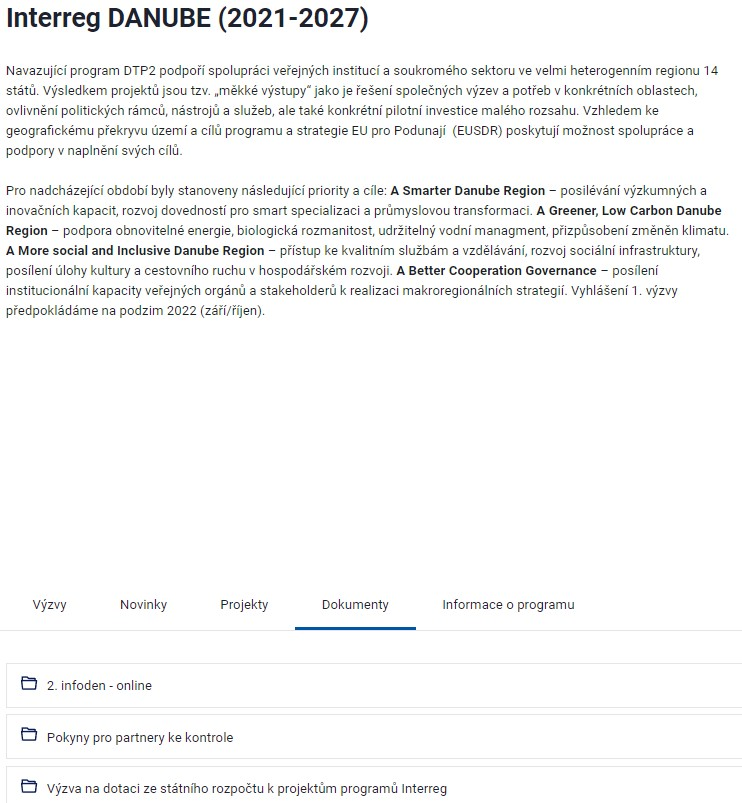 Interreg DANUBE (2021-2027)
Navazující program DTP2 podpoří spolupráci veřejných institucí a soukromého sektoru ve velmi heterogenním regionu 14
států. Výsledkem projektů jsou tzv. „měkké výstupy“ jako je řešení společných výzev a potřeb v konkrétních oblastech,
ovlivnění politických rámců, nástrojů a služeb, ale také konkrétní pilotní investice malého rozsahu. Vzhledem ke
geografickému překryvu území a cílů programu a strategie EU pro Podunají (EUSDR) poskytují možnost spolupráce a
podpory v naplnění svých cílů.
Pro nadcházející období byly stanoveny následující priority a cíle: A Smarter Danube Region – posilévání výzkumných a
inovačních kapacit, rozvoj dovedností pro smart specializaci a průmyslovou transformaci. A Greener, Low Carbon Danube
Region – podpora obnovitelné energie, biologická rozmanitost, udržitelný vodní managment, přizpůsobení změněn klimatu.
A More social and Inclusive Danube Region – přístup ke kvalitním službám a vzdělávání, rozvoj sociální infrastruktury,
posílení úlohy kultury a cestovního ruchu v hospodářském rozvoji. A Better Cooperation Governance – posílení
institucionální kapacity veřejných orgánů a stakeholderů k realizaci makroregionálních strategií. Vyhlášení 1. výzvy
předpokládáme na podzim 2022 (září/říjen).
Výzvy Novinky Projekty Dokumenty Informace o programu
2. infoden - online
Pokyny pro partnery ke kontrole
Výzva na dotaci ze státního rozpočtu k projektům programů Interreg